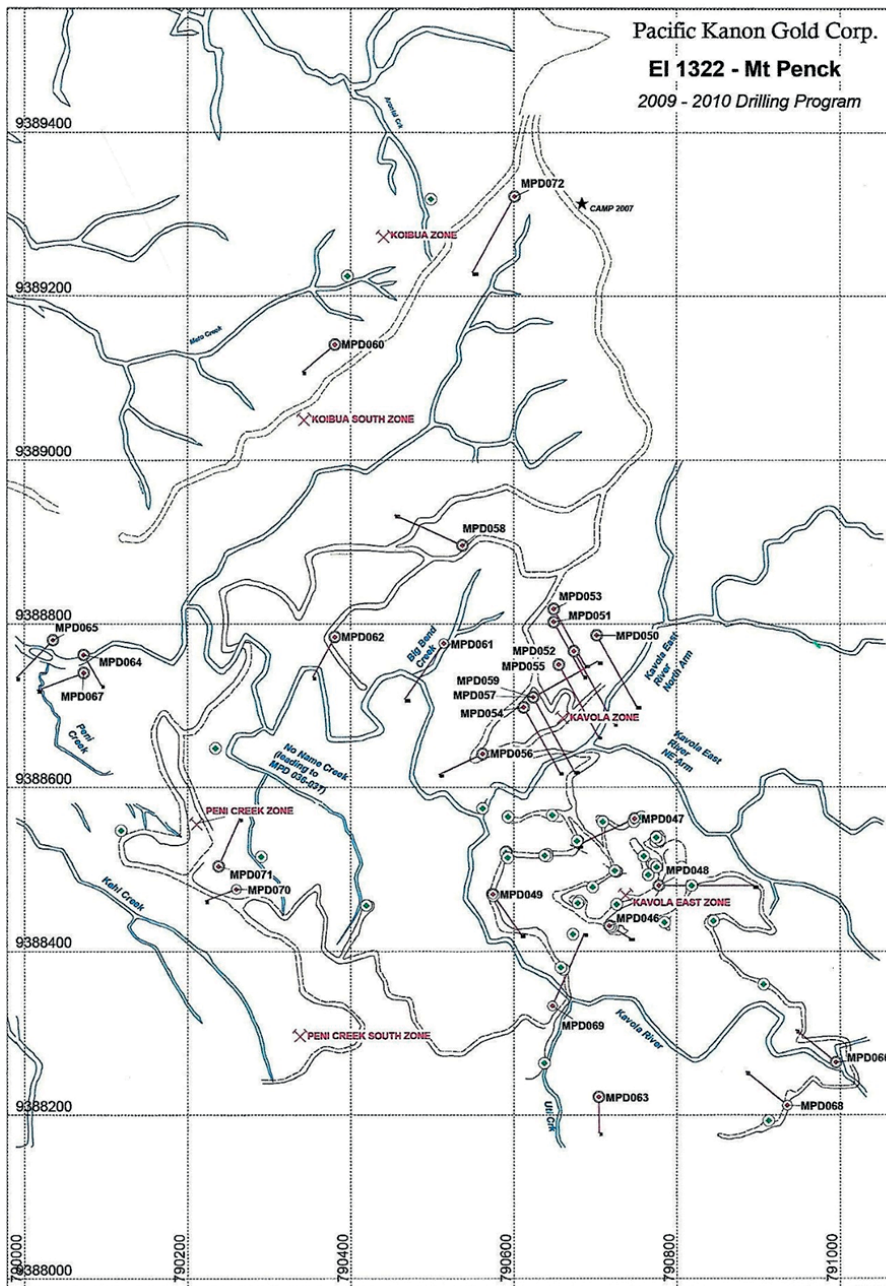 Pacific Kanon Gold Corp.
El 1322 - Mt Penck
2009 - 2010 Drilling Program
9389400
MPD072
CAMP 2007
KOIBUA ZONE
9389200
MPD060
KOIBUA SOUTH ZONE
9389000
MPD058
9388800
MPD053
MPD051
MPD065
MPD062
Big Bend
Creek
MPD061
MPD050
MPD052
MPD064
MPD055
Kavola East
River
North Arm
MPD067
MPD059
MPD057
MPD054
KAVOLA ZONE
Peni
Creek
No Name Creek
(leading to
MPD 036-037)
MPD056
Kavola East
River
NE Arm
9388600
PENI CREEK ZONE
MPD047
MPD071
MPD048
Kehl Creek
MPD070
MPD049
KAVOLA EAST ZONE
MPD046
9388400
MPD069
Kavola River
PENI CREEK SOUTH ZONE
MPD066
MPD063
MPD068
9388200
Uti Crk
9388000
790000
790200
790400
790600
790800
791000